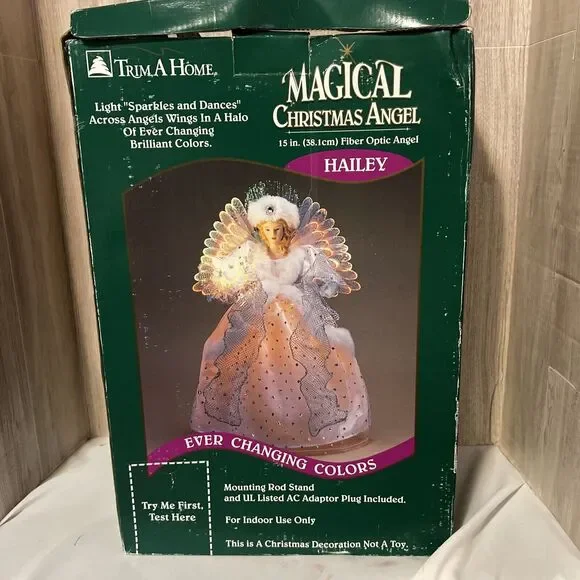 TRIM A HOME
Light "Sparkles and Dances"
Across Angels Wings In A Halo
Of Ever Changing
Brilliant Colors.
MAGICAL
CHRISTMAS ANGEL
15 in. (38.1cm) Fiber Optic Angel
HAILEY
EVER CHANGING COLORS
Mounting Rod Stand
and UL Listed AC Adaptor Plug Included.
Try Me First,
Test Here
For Indoor Use Only
This is A Christmas Decoration Not A Toy.